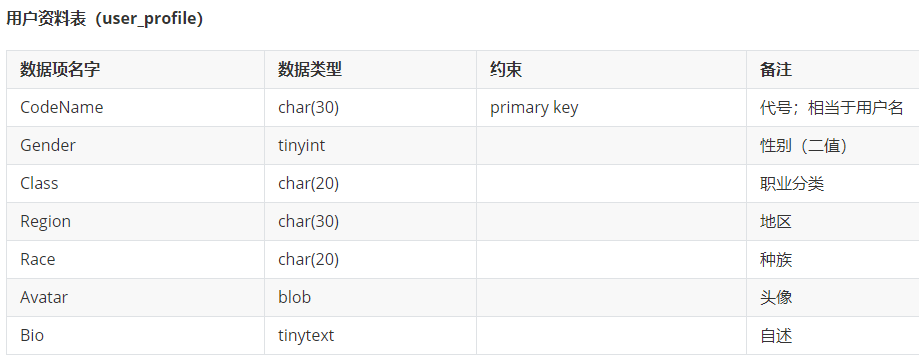 用户资料表（user_profile）
数据项名字 数据类型 约束 备注
CodeName char(30) primary key 代号；相当于用户名
Gender tinyint 性别（二值）
Class char(20) 职业分类
Region char(30) 地区
Race char(20) 种族
Avatar blob 头像
Bio tinytext 自述